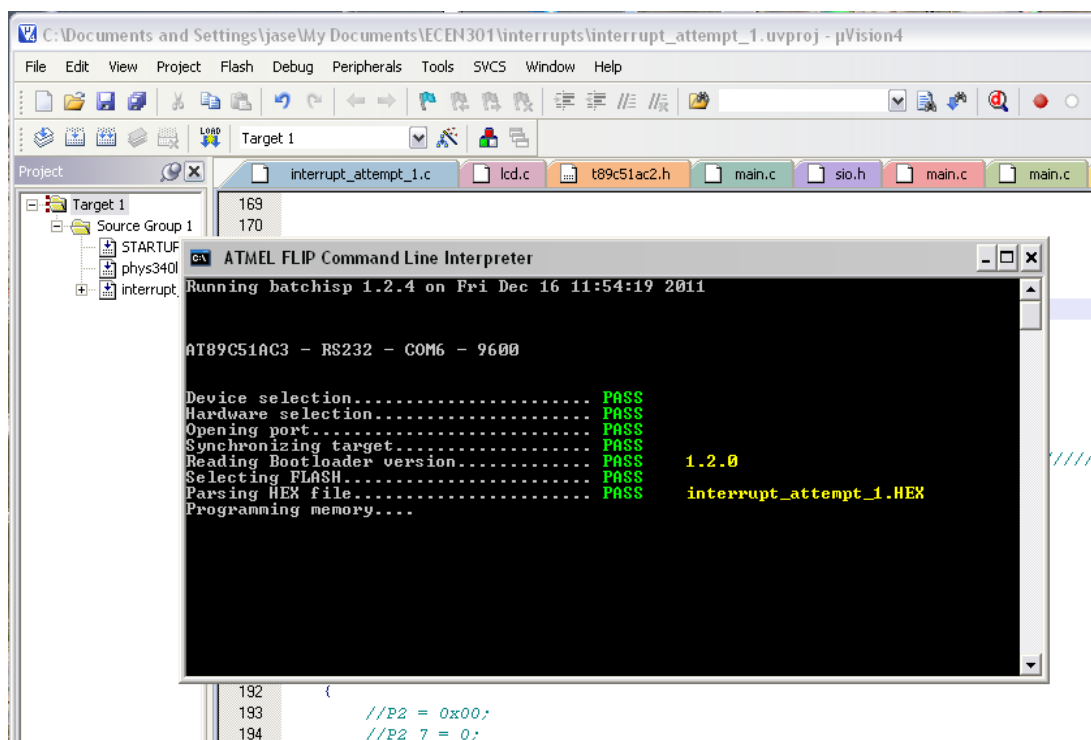 C:\Documents and Settings\jase\My Documents\ECEN301\interrupts\interrupt_attempt_1.uvproj - µVision4
File Edit View Project Flash Debug Peripherals Tools SVCS Window Help
LOAD Target 1
Project
interrupt_attempt_1.c lcd.c t89c51ac2.h main.c sio.h main.c main.c
Target 1
Source Group 1
STARTUP
phys340l
interrupt_
169
170
ATMEL FLIP Command Line Interpreter
Running batchisp 1.2.4 on Fri Dec 16 11:54:19 2011
AT89C51AC3 - RS232 - COM6 - 9600
Device selection....................... PASS
Hardware selection..................... PASS
Opening port........................... PASS
Synchronizing target................... PASS
Reading Bootloader version............. PASS 1.2.0
Selecting FLASH........................ PASS
Parsing HEX file....................... PASS interrupt_attempt_1.HEX
Programming memory....
////
192 {
193 //P2 = 0x00;
194 //P2_7 = 0;